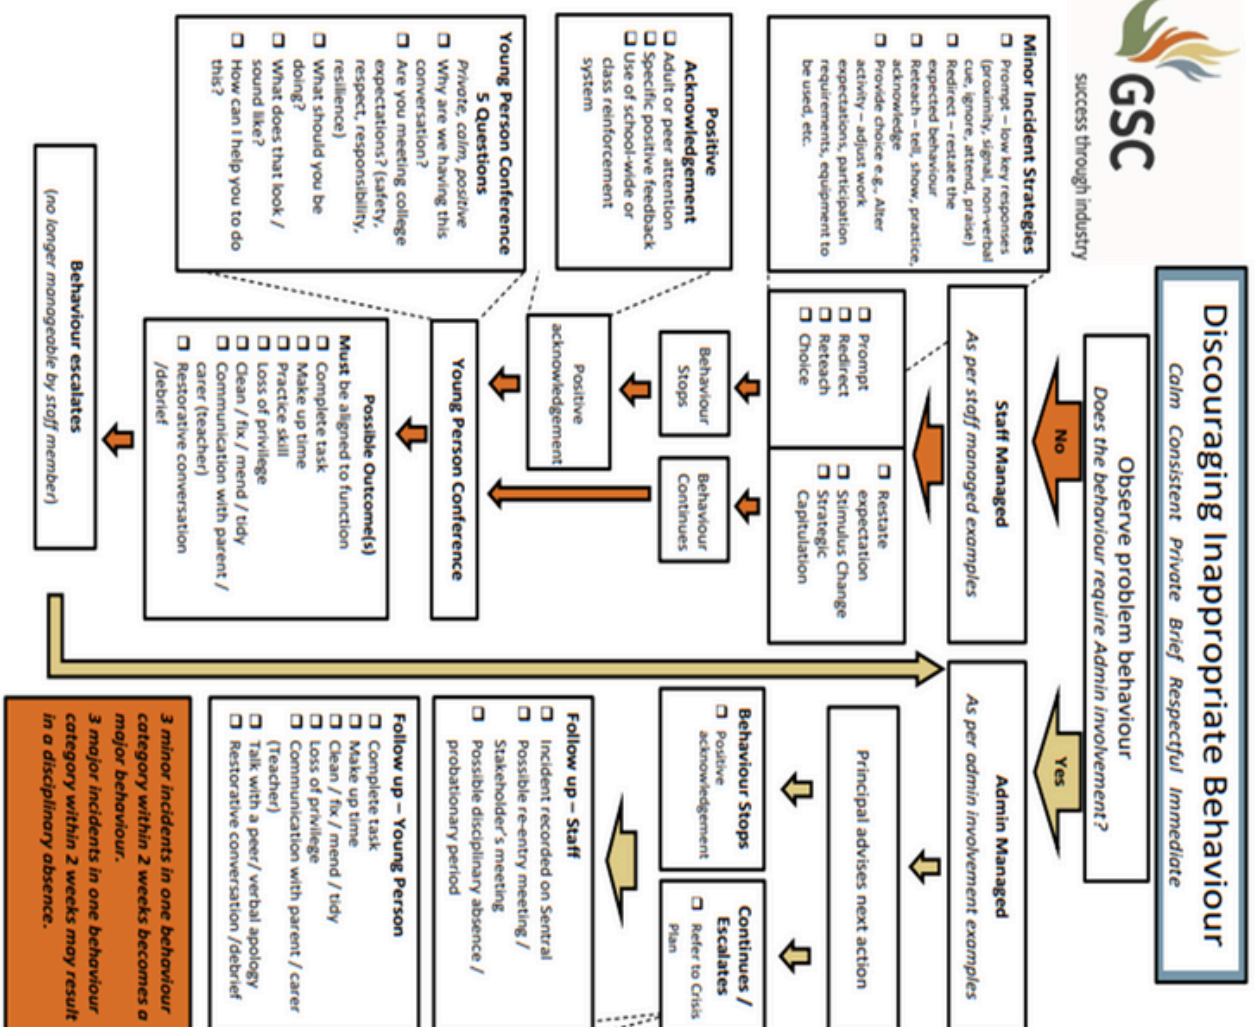 GSC
success through industry
Discouraging Inappropriate Behaviour
Calm Consistent Private Brief Respectful Immediate
Observe problem behaviour
Does the behaviour require Admin involvement?
No
Yes
Minor Incident Strategies
❑ Prompt – low key responses
(proximity, signal, non-verbal
cue, ignore, attend, praise)
❑ Redirect – restate the
expected behaviour
❑ Reteach – tell, show, practice,
acknowledge
❑ Provide choice e.g., Alter
activity – adjust work
expectations, participation
requirements, equipment to
be used, etc.
Staff Managed
As per staff managed examples
❑ Prompt
❑ Redirect
❑ Reteach
❑ Choice
❑ Restate
expectation
❑ Stimulus Change
❑ Strategic
Capitulation
Positive
Acknowledgement
❑ Adult or peer attention
❑ Specific positive feedback
❑ Use of school-wide or
class reinforcement
system
Behaviour
Stops
Behaviour
Continues
Positive
acknowledgement
Young Person Conference
5 Questions
Private, calm, positive
❑ Why are we having this
conversation?
❑ Are you meeting college
expectations? (safety,
respect, responsibility,
resilience)
❑ What should you be
doing?
❑ What does that look /
sound like?
❑ How can I help you to do
this?
Young Person Conference
Possible Outcome(s)
Must be aligned to function
❑ Complete task
❑ Make up time
❑ Practice skill
❑ Loss of privilege
❑ Clean / fix / mend / tidy
❑ Communication with parent /
carer (teacher)
❑ Restorative conversation
/debrief
Behaviour escalates
(no longer manageable by staff member)
Admin Managed
As per admin involvement examples
Principal advises next action
Behaviour Stops
❑ Positive
acknowledgement
Continues /
Escalates
❑ Refer to Crisis
Plan
Follow up – Staff
❑ Incident recorded on Sentral
❑ Possible re-entry meeting /
Stakeholder's meeting
❑ Possible disciplinary absence /
probationary period
Follow up – Young Person
❑ Complete task
❑ Make up time
❑ Clean / fix / mend / tidy
❑ Loss of privilege
❑ Communication with parent / carer
(Teacher)
❑ Talk with a peer/ verbal apology
❑ Restorative conversation /debrief
3 minor incidents in one behaviour
category within 2 weeks becomes a
major behaviour.
3 major incidents in one behaviour
category within 2 weeks may result
in a disciplinary absence.